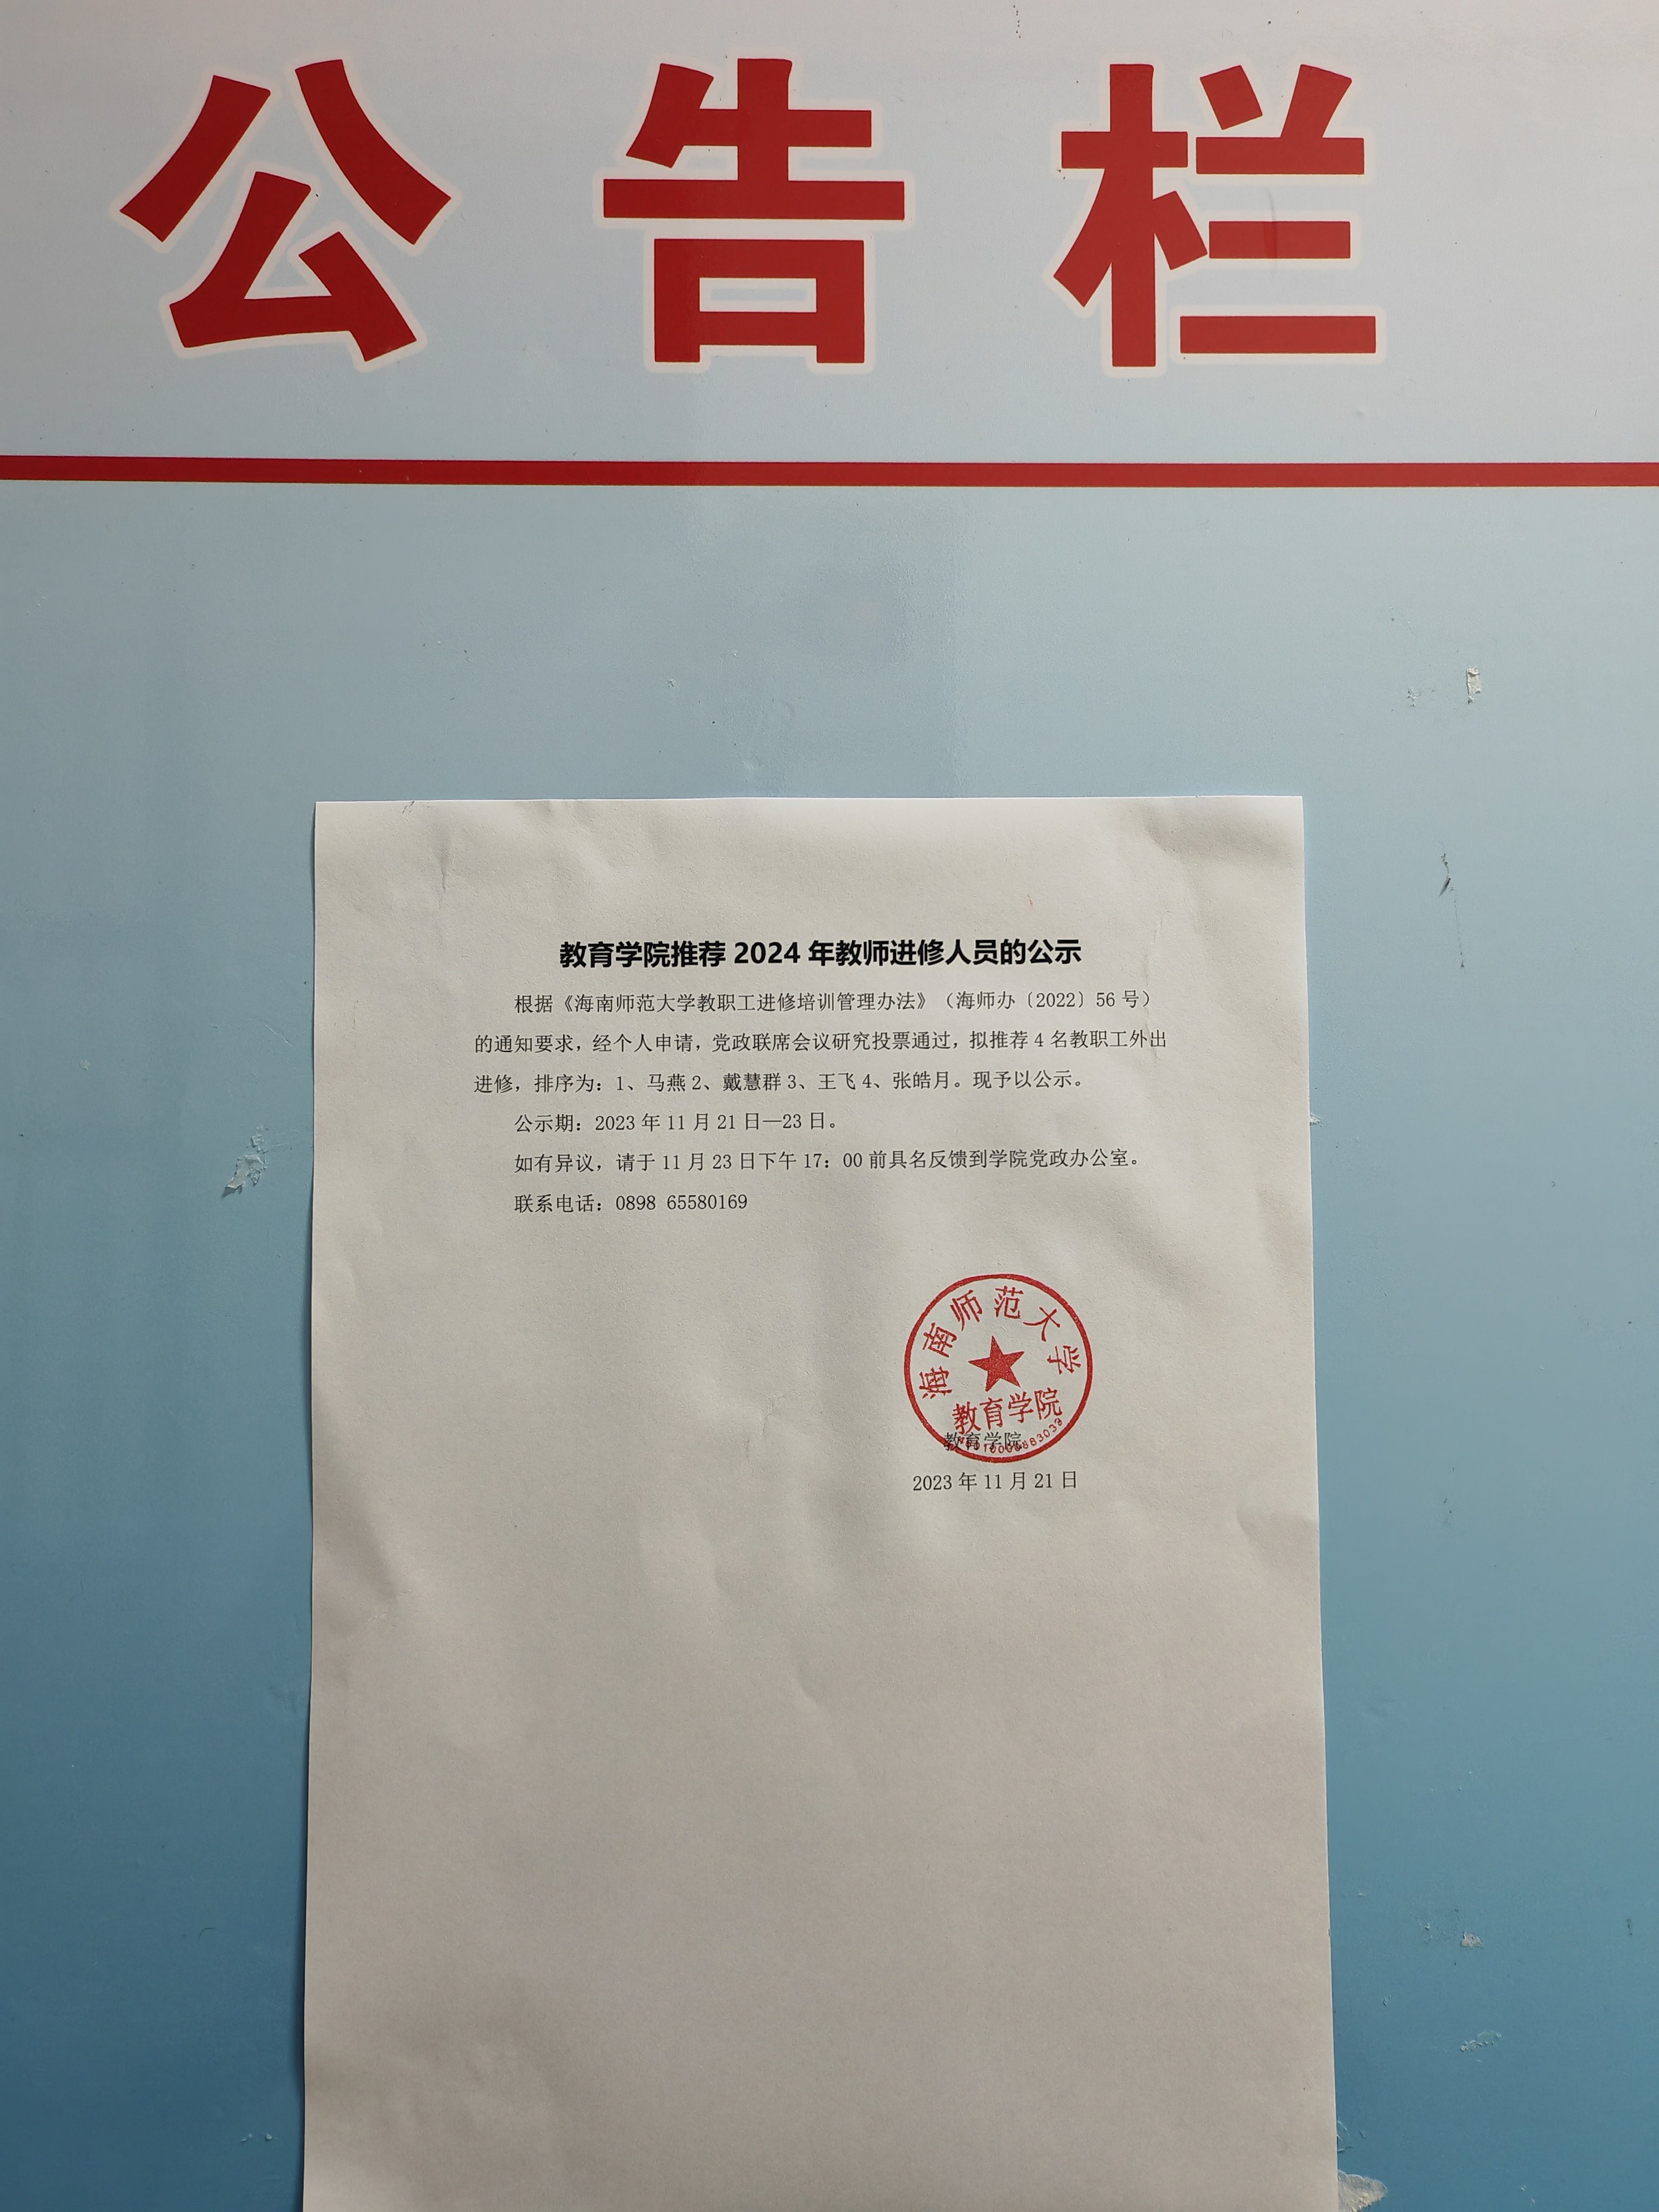 公告栏
教育学院推荐 2024 年教师进修人员的公示
根据《海南师范大学教职工进修培训管理办法》（海师办〔2022〕56 号）
的通知要求，经个人申请，党政联席会议研究投票通过，拟推荐 4 名教职工外出
进修，排序为：1、马燕 2、戴慧群 3、王飞 4、张皓月。现予以公示。
公示期：2023 年 11 月 21 日—23 日。
如有异议，请于 11 月 23 日下午 17：00 前具名反馈到学院党政办公室。
联系电话：0898 65580169
海南师范大学
教育学院
教育学院
2023 年 11 月 21 日